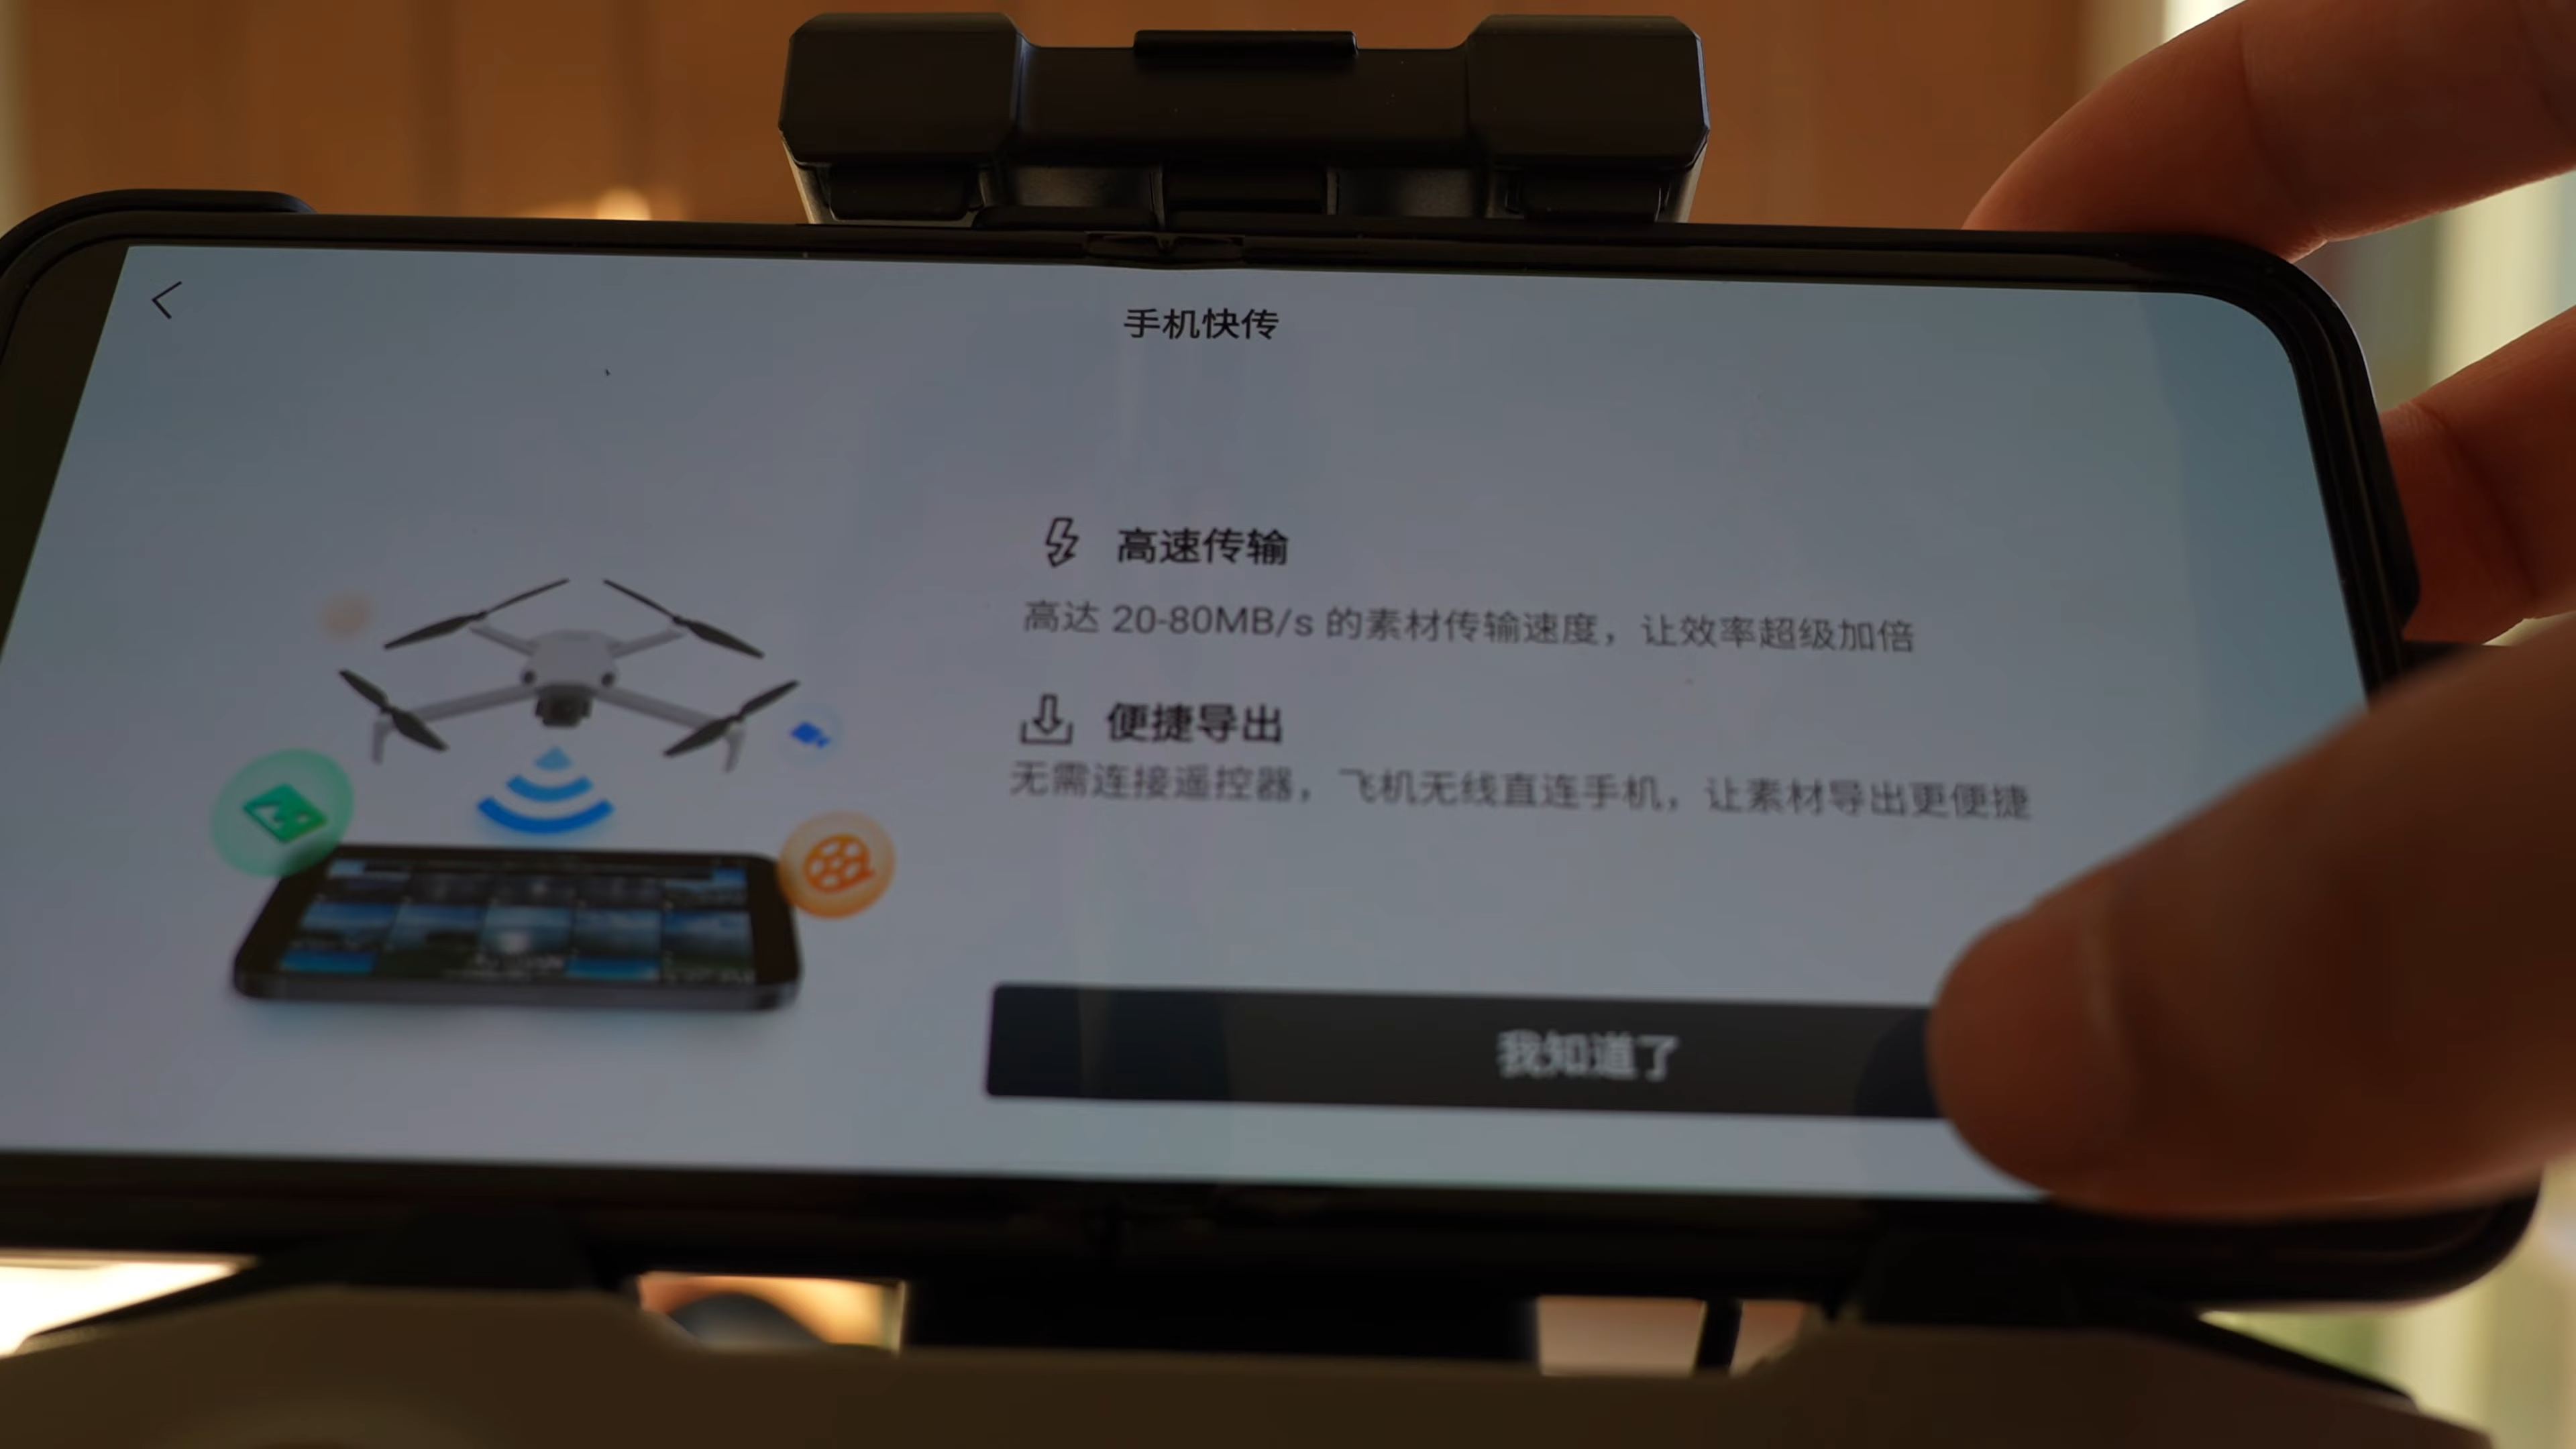 手机快传
高速传输
高达 20-80MB/s 的素材传输速度，让效率超级加倍
便捷导出
无需连接遥控器，飞机无线直连手机，让素材导出更便捷
我知道了